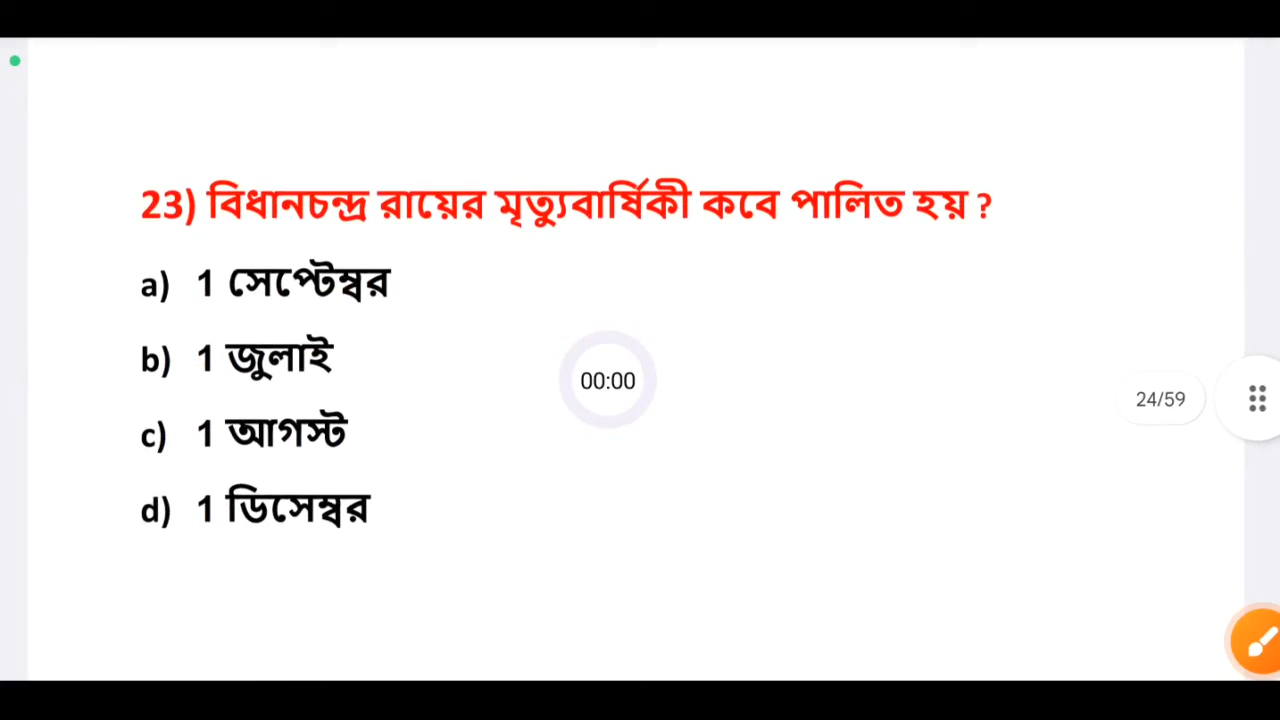 23) বিধানচন্দ্র রায়ের মৃত্যুবার্ষিকী কবে পালিত হয় ?
a) 1 সেপ্টেম্বর
b) 1 জুলাই
00:00
24/59
c) 1 আগস্ট
d) 1 ডিসেম্বর